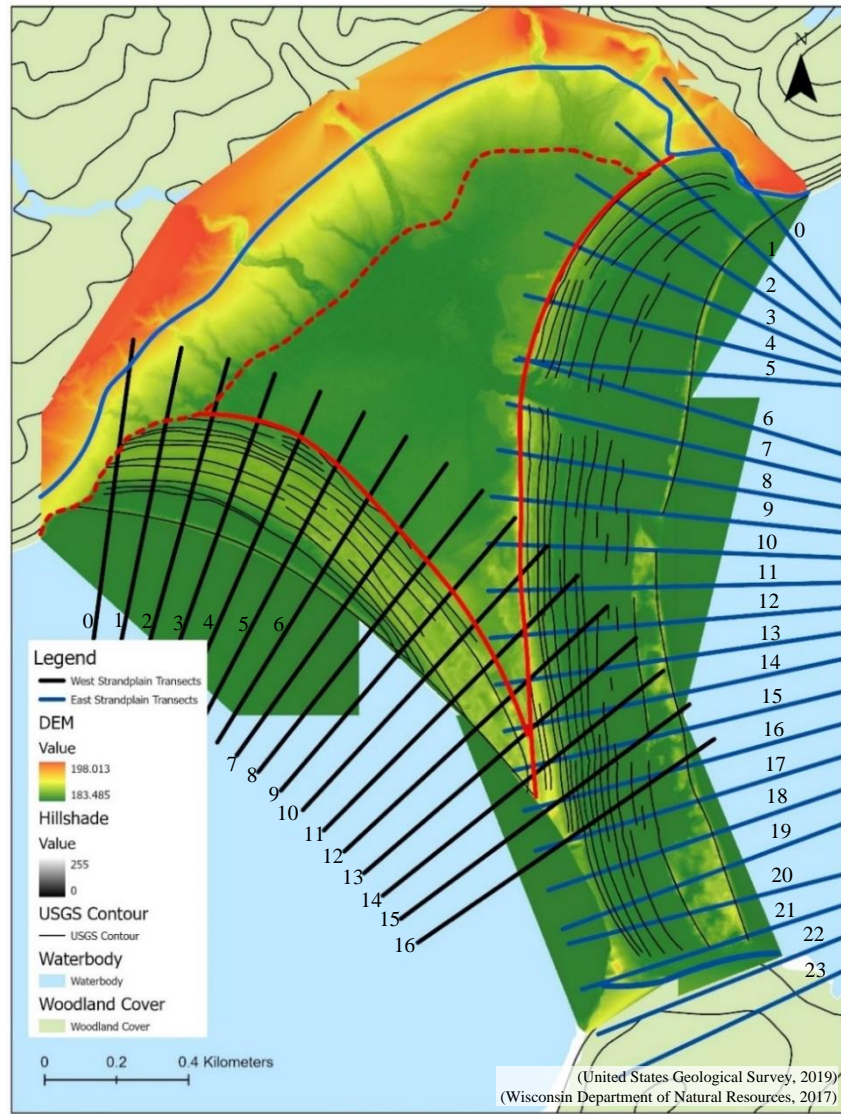 N
0
1
2
3
4
5
6
7
8
9
10
11
12
13
14
15
16
17
18
19
20
21
22
23
0
1
2
3
4
5
6
7
8
9
10
11
12
13
14
15
16
Legend
West Strandplain Transects
East Strandplain Transects
DEM
Value
198.013
183.485
Hillshade
Value
255
0
USGS Contour
USGS Contour
Waterbody
Waterbody
Woodland Cover
Woodland Cover
0 0.2 0.4 Kilometers
(United States Geological Survey, 2019)
(Wisconsin Department of Natural Resources, 2017)